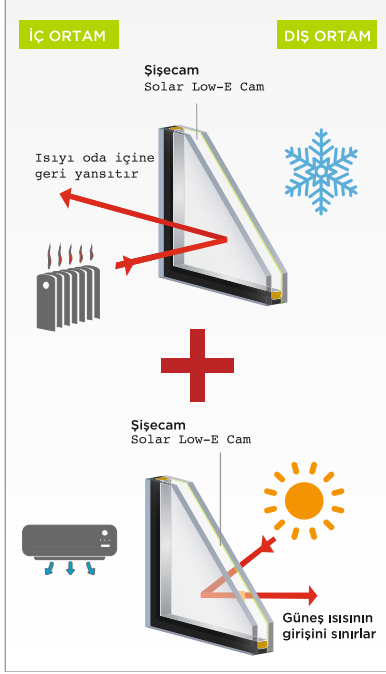 İÇ ORTAM
DIŞ ORTAM
Şişecam
Solar Low-E Cam
Isıyı oda içine
geri yansıtır
Şişecam
Solar Low-E Cam
Güneş ısısının
girişini sınırlar